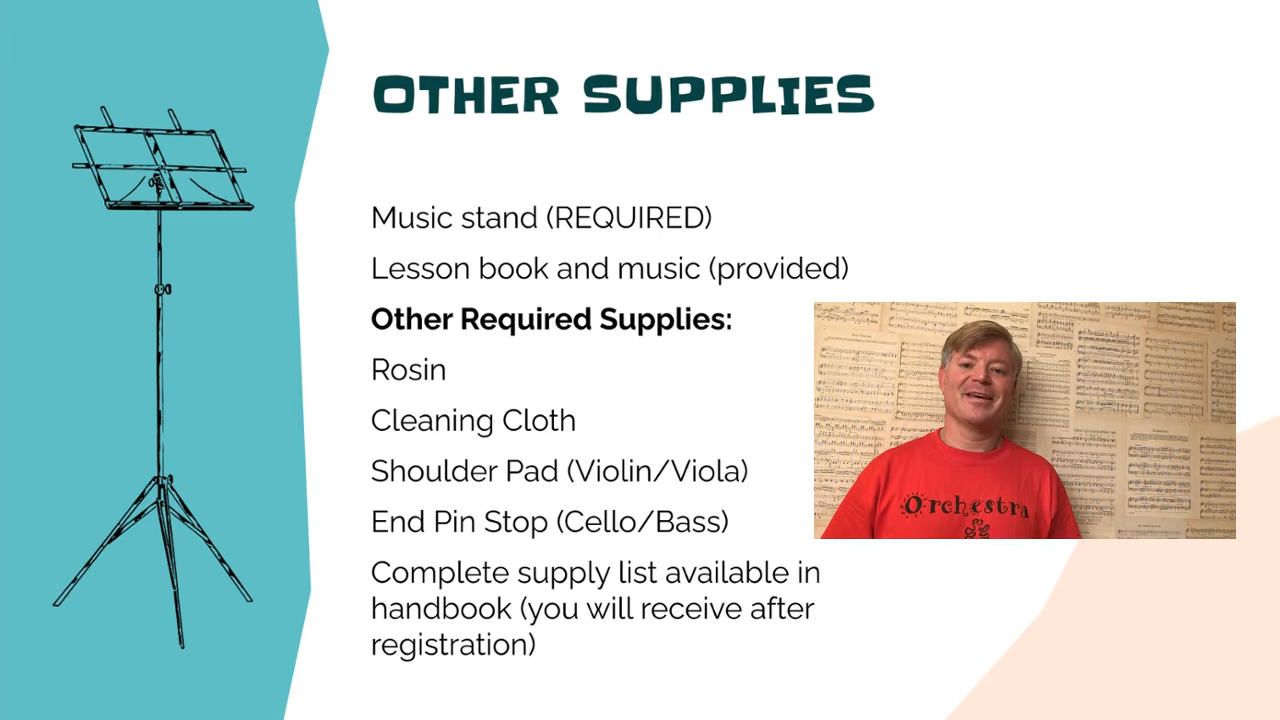 OTHER SUPPLIES
Music stand (REQUIRED)
Lesson book and music (provided)
Other Required Supplies:
Rosin
Cleaning Cloth
Shoulder Pad (Violin/Viola)
End Pin Stop (Cello/Bass)
Complete supply list available in
handbook (you will receive after
registration)
Orchestra